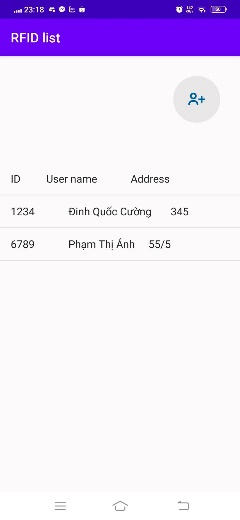 23:18
RFID list
ID User name Address
1234 Đinh Quốc Cường 345
6789 Phạm Thị Ánh 55/5